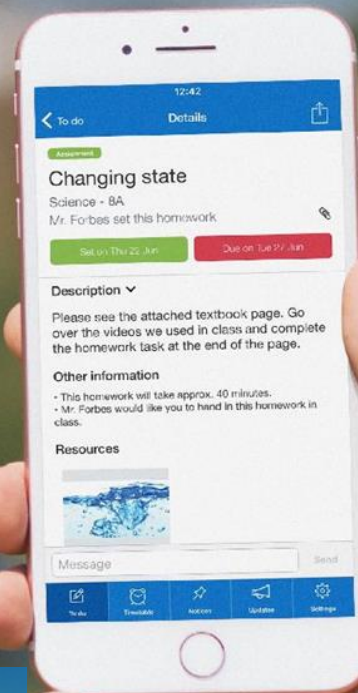 12:42
To do
Details
Assignment
Changing state
Science - 8A
Mr. Forbes set this homework
Set on Thu 22 Jun
Due on Tue 27 Jun
Description
Please see the attached textbook page. Go
over the videos we used in class and complete
the homework task at the end of the page.
Other information
- This homework will take approx. 40 minutes.
- Mr. Forbes would like you to hand in this homework in
class.
Resources
Message
Send
To do
Timetable
Notices
Updates
Settings